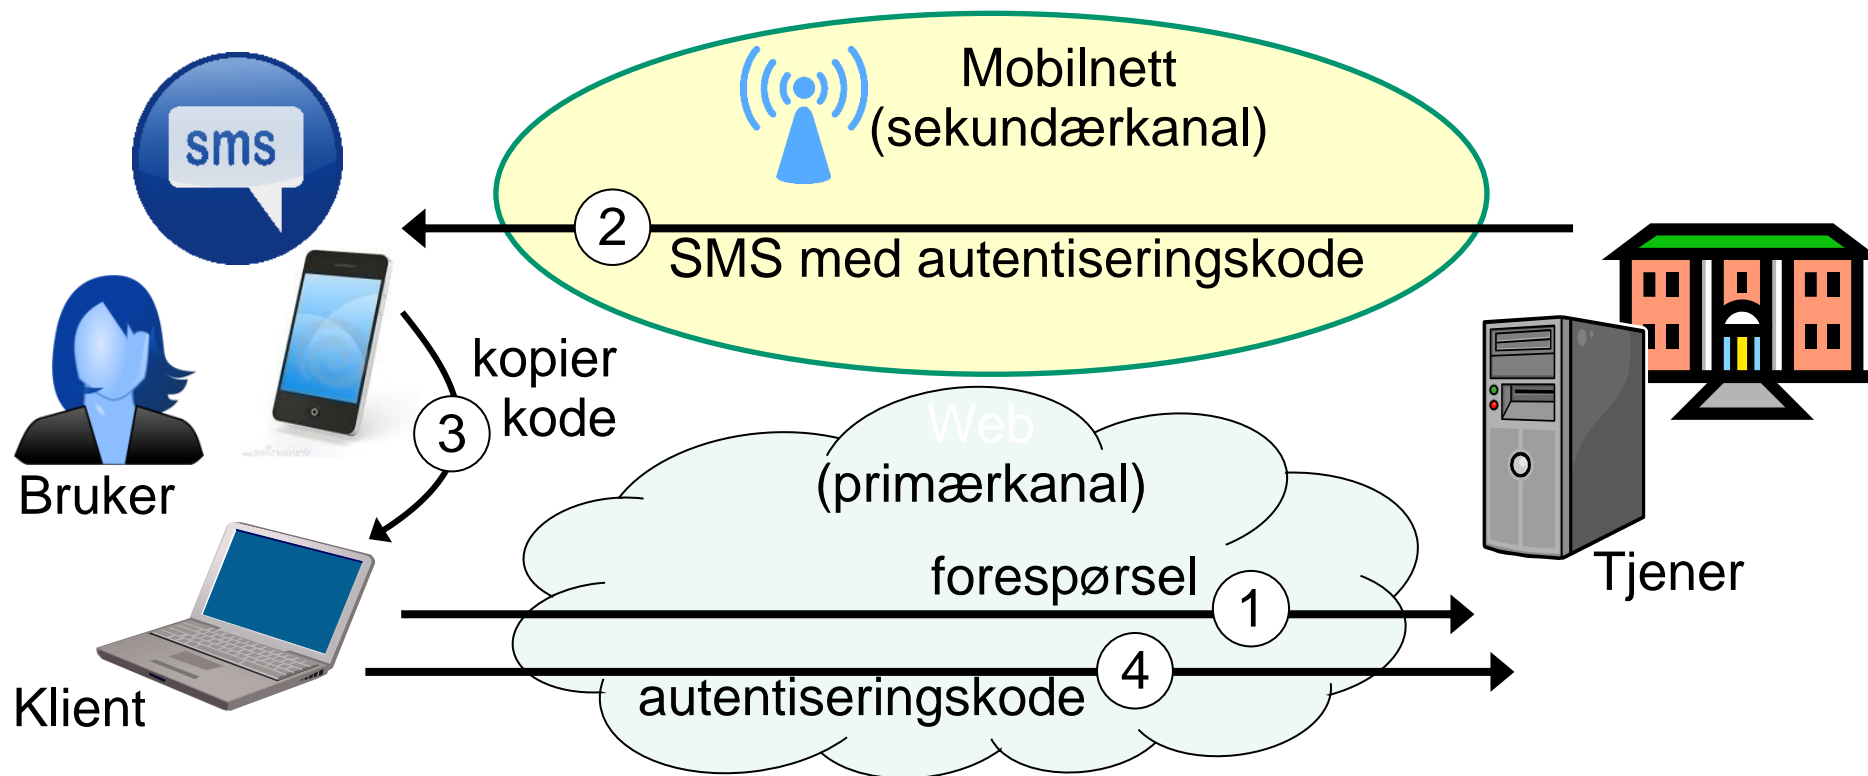 Mobilnett
(sekundærkanal)
sms
2
SMS med autentiseringskode
kopier
kode
3
Web
(primærkanal)
Bruker
forespørsel
1
Tjener
4
autentiseringskode
Klient